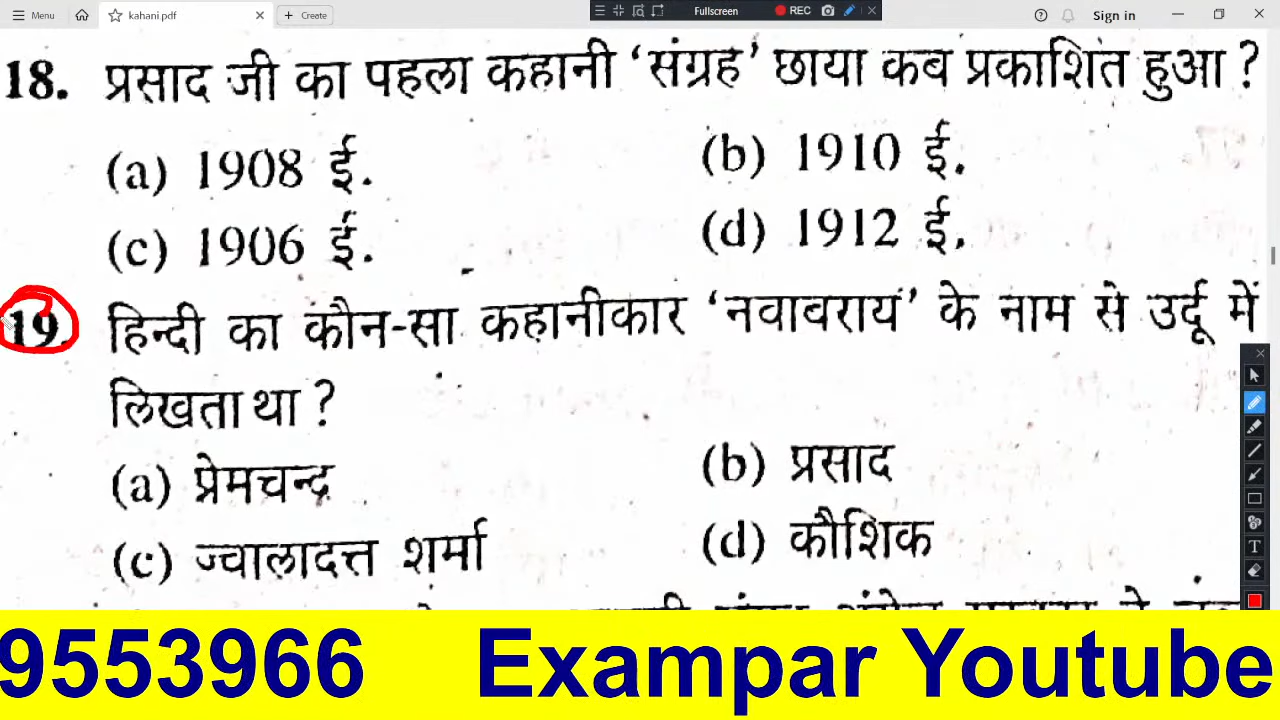 Menu kahani.pdf Create Fullscreen REC Sign in
18. प्रसाद जी का पहला कहानी ‘संग्रह’ छाया कब प्रकाशित हुआ ?
(a) 1908 ई. (b) 1910 ई.
(c) 1906 ई. (d) 1912 ई.
19. हिन्दी का कौन-सा कहानीकार ‘नवावराय’ के नाम से उर्दू में
लिखता था ?
(a) प्रेमचन्द्र (b) प्रसाद
(c) ज्वालादत्त शर्मा (d) कौशिक
9553966 Exampar Youtube